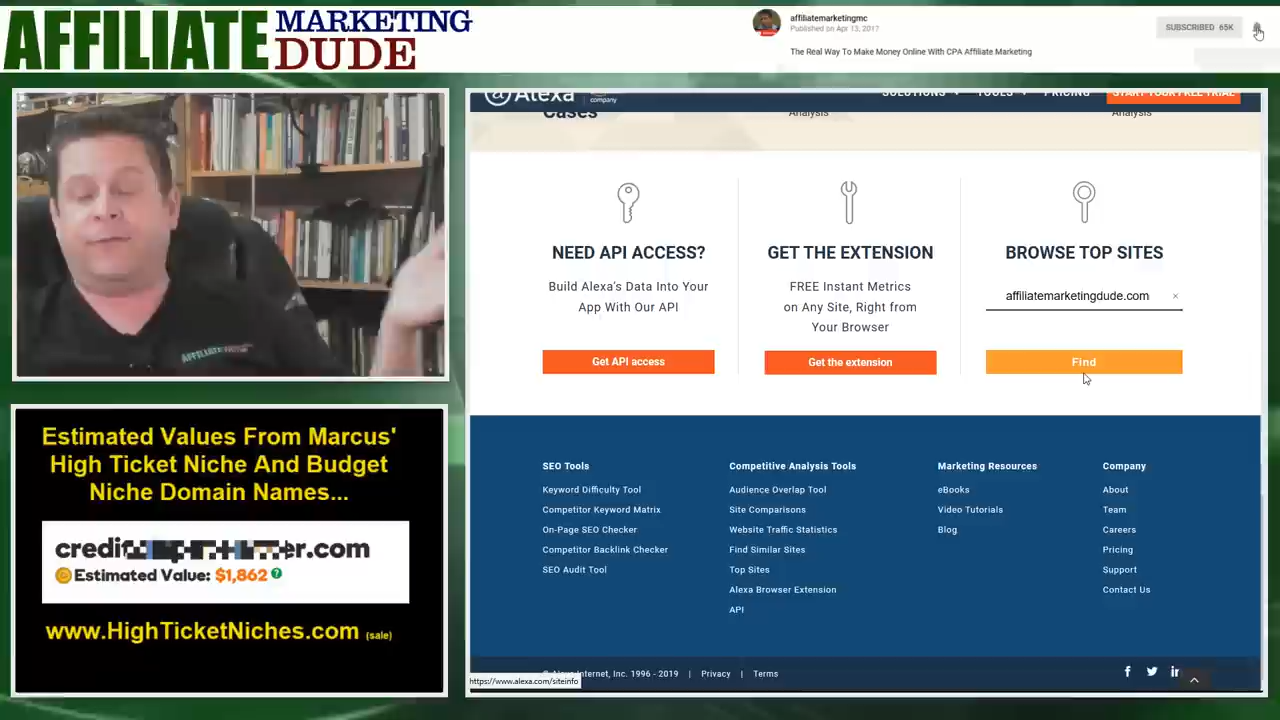 AFFILIATE
MARKETING
DUDE
affiliatemarketingmc
Published on Apr 13, 2017
The Real Way To Make Money Online With CPA Affiliate Marketing
SUBSCRIBED 65K
Alexa
company
SOLUTIONS
TOOLS
PRICING
START YOUR FREE TRIAL
Cases
Analysis
Analysis
NEED API ACCESS?
Build Alexa's Data Into Your
App With Our API
Get API access
GET THE EXTENSION
FREE Instant Metrics
on Any Site, Right from
Your Browser
Get the extension
BROWSE TOP SITES
affiliatemarketingdude.com ×
Find
Estimated Values From Marcus'
High Ticket Niche And Budget
Niche Domain Names...
credit er.com
Estimated Value: $1,862 ?
www.HighTicketNiches.com (sale)
SEO Tools
Keyword Difficulty Tool
Competitor Keyword Matrix
On-Page SEO Checker
Competitor Backlink Checker
SEO Audit Tool
Competitive Analysis Tools
Audience Overlap Tool
Site Comparisons
Website Traffic Statistics
Find Similar Sites
Top Sites
Alexa Browser Extension
API
Marketing Resources
eBooks
Video Tutorials
Blog
Company
About
Team
Careers
Pricing
Support
Contact Us
Internet, Inc. 1996 - 2019 | Privacy | Terms
https://www.alexa.com/siteinfo